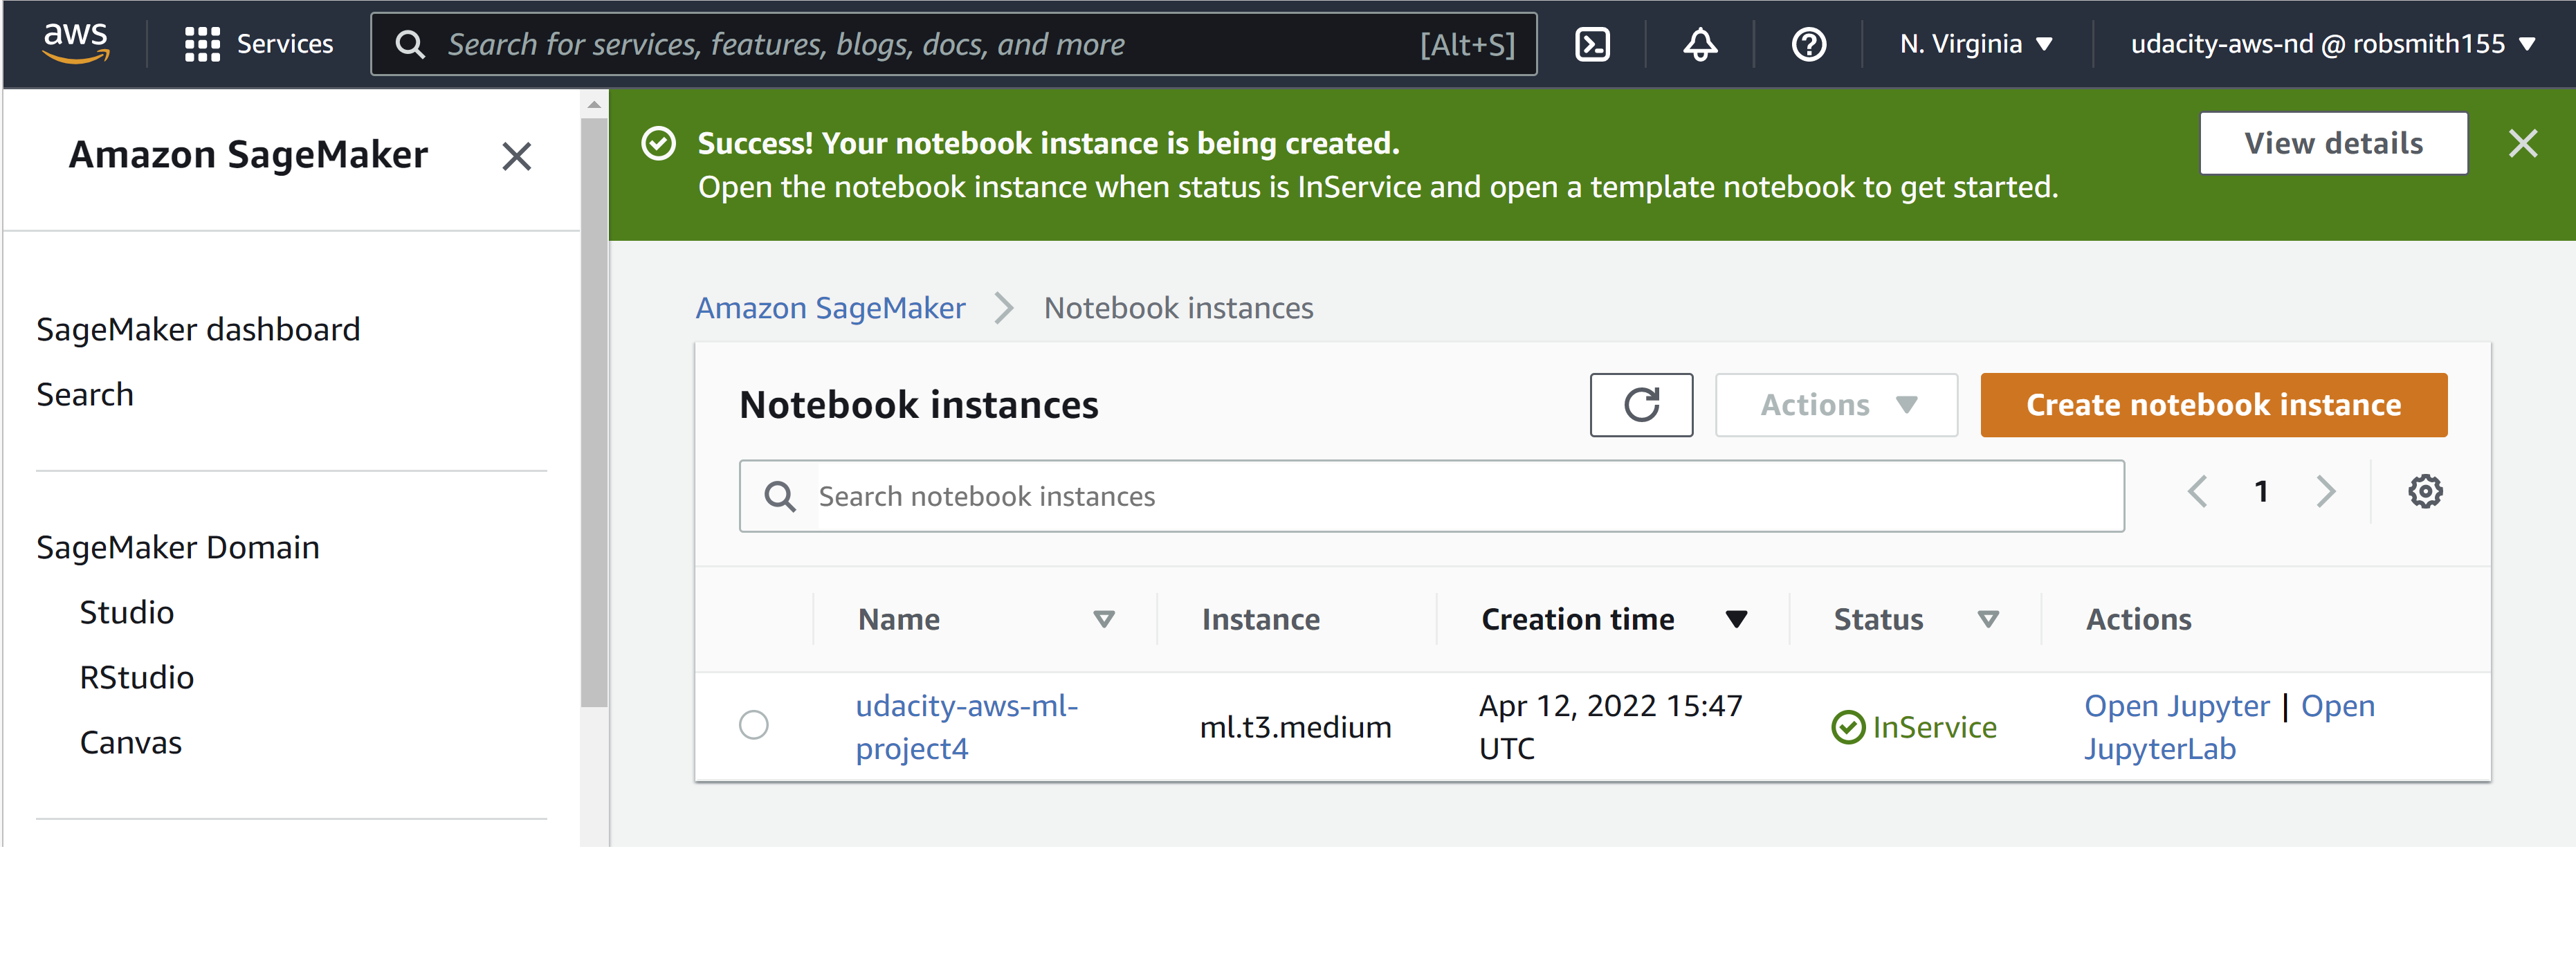 aws Services Search for services, features, blogs, docs, and more [Alt+S] N. Virginia udacity-aws-nd @ robsmith155
Amazon SageMaker
SageMaker dashboard
Search
SageMaker Domain
Studio
RStudio
Canvas
Success! Your notebook instance is being created.
Open the notebook instance when status is InService and open a template notebook to get started.
View details
Amazon SageMaker Notebook instances
Notebook instances
Actions
Create notebook instance
Search notebook instances
1
Name Instance Creation time Status Actions
udacity-aws-ml-
project4
ml.t3.medium
Apr 12, 2022 15:47
UTC
InService
Open Jupyter | Open
JupyterLab